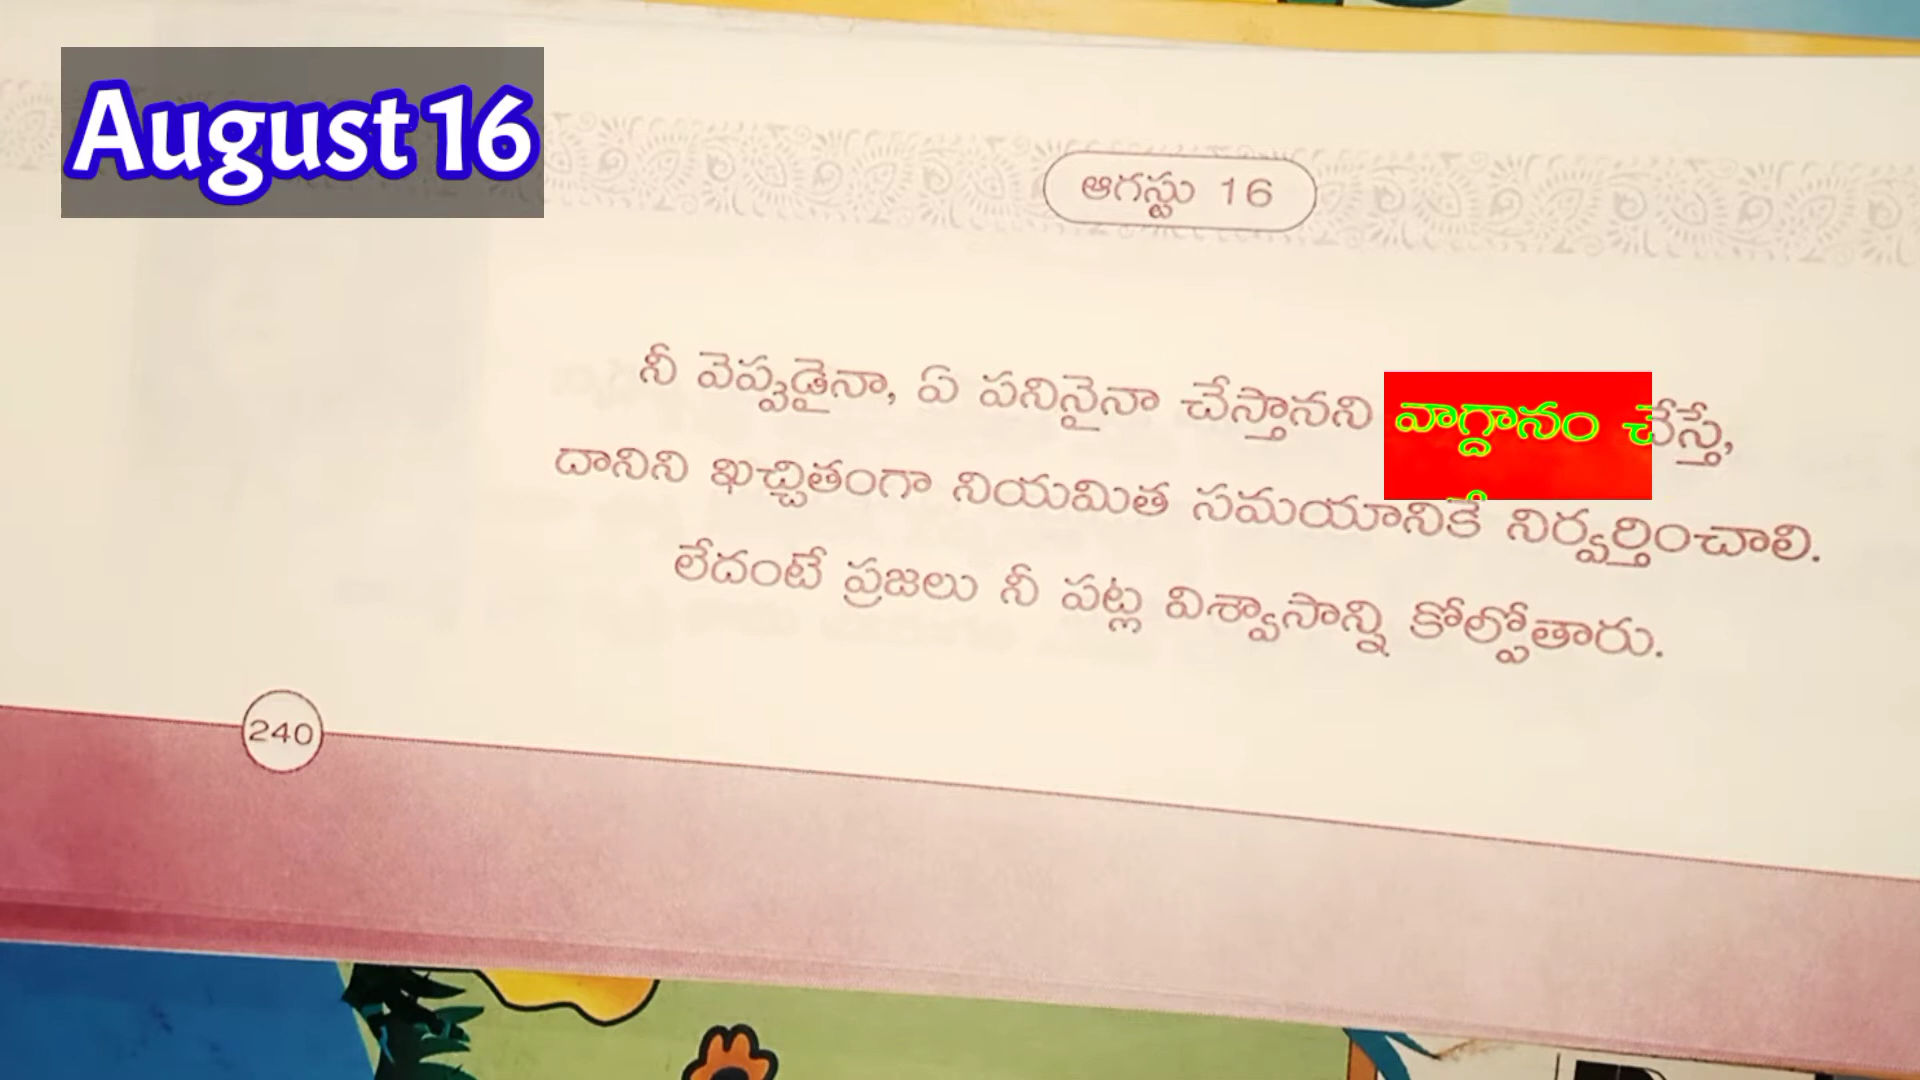 August 16
ఆగస్టు 16
నీ వెప్పుడైనా, ఏ పనినైనా చేస్తానని వాగ్దానం చేస్తే,
దానిని ఖచ్చితంగా నియమిత సమయానికే నిర్వర్తించాలి.
లేదంటే ప్రజలు నీ పట్ల విశ్వాసాన్ని కోల్పోతారు.
240